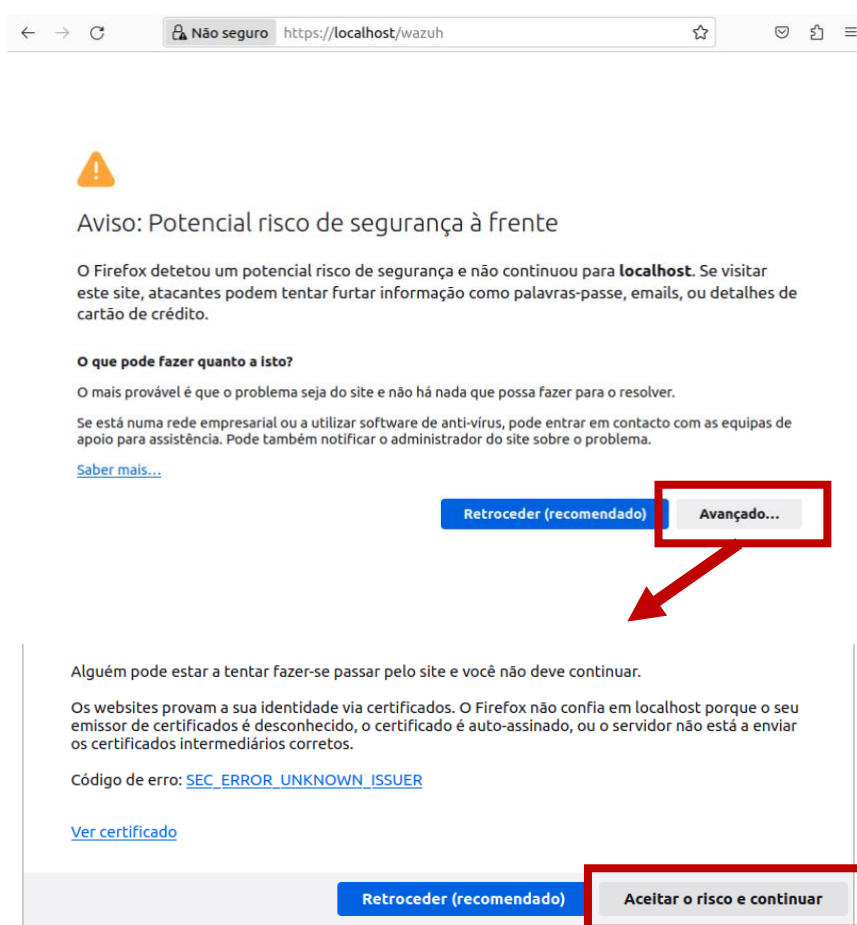 Não seguro https://localhost/wazuh
Aviso: Potencial risco de segurança à frente
O Firefox detetou um potencial risco de segurança e não continuou para localhost. Se visitar
este site, atacantes podem tentar furtar informação como palavras-passe, emails, ou detalhes de
cartão de crédito.
O que pode fazer quanto a isto?
O mais provável é que o problema seja do site e não há nada que possa fazer para o resolver.
Se está numa rede empresarial ou a utilizar software de anti-vírus, pode entrar em contacto com as equipas de
apoio para assistência. Pode também notificar o administrador do site sobre o problema.
Saber mais...
Retroceder (recomendado) Avançado...
Alguém pode estar a tentar fazer-se passar pelo site e você não deve continuar.
Os websites provam a sua identidade via certificados. O Firefox não confia em localhost porque o seu
emissor de certificados é desconhecido, o certificado é auto-assinado, ou o servidor não está a enviar
os certificados intermediários corretos.
Código de erro: SEC_ERROR_UNKNOWN_ISSUER
Ver certificado
Retroceder (recomendado) Aceitar o risco e continuar